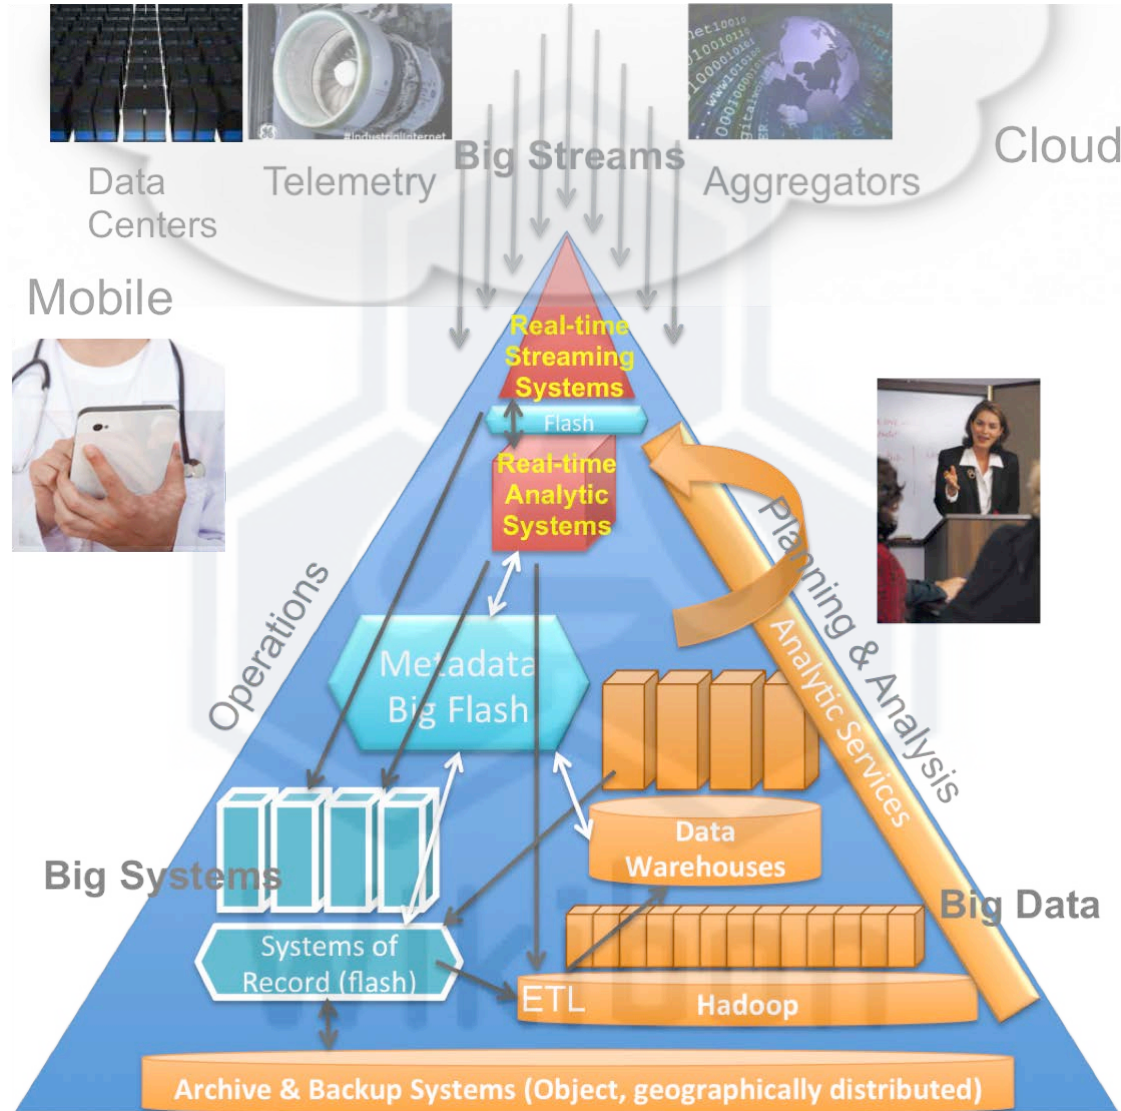 #industrialinternet
Big Streams
Cloud
Data
Centers
Telemetry
Aggregators
Mobile
Real-time
Streaming
Systems
Flash
Real-time
Analytic
Systems
Operations
Planning & Analysis
Analytic Services
Metadata
Big Flash
Data
Warehouses
Big Systems
Big Data
Systems of
Record (flash)
ETL
Hadoop
Archive & Backup Systems (Object, geographically distributed)
wikibon